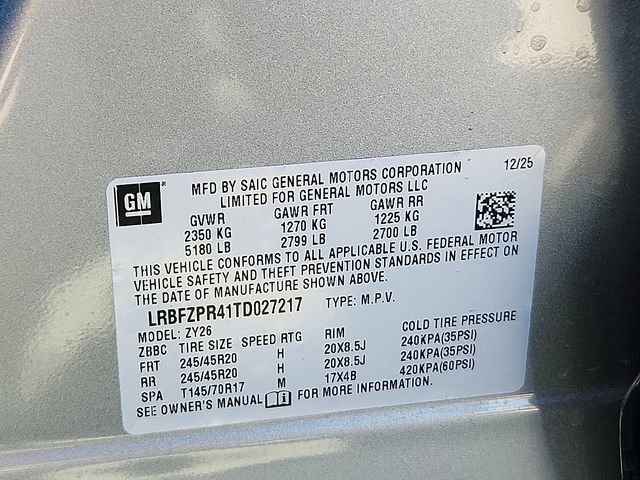 GM
MFD BY SAIC GENERAL MOTORS CORPORATION
12/25
LIMITED FOR GENERAL MOTORS LLC
GVWR GAWR FRT GAWR RR
2350 KG 1270 KG 1225 KG
5180 LB 2799 LB 2700 LB
THIS VEHICLE CONFORMS TO ALL APPLICABLE U.S. FEDERAL MOTOR
VEHICLE SAFETY AND THEFT PREVENTION STANDARDS IN EFFECT ON
THE DATE OF MANUFACTURE SHOWN ABOVE.
LRBFZPR41TD027217 TYPE: M.P.V.
MODEL: ZY26
ZBBC TIRE SIZE SPEED RTG RIM COLD TIRE PRESSURE
FRT 245/45R20 H 20X8.5J 240KPA(35PSI)
RR 245/45R20 H 20X8.5J 240KPA(35PSI)
SPA T145/70R17 M 17X4B 420KPA(60PSI)
SEE OWNER'S MANUAL FOR MORE INFORMATION.